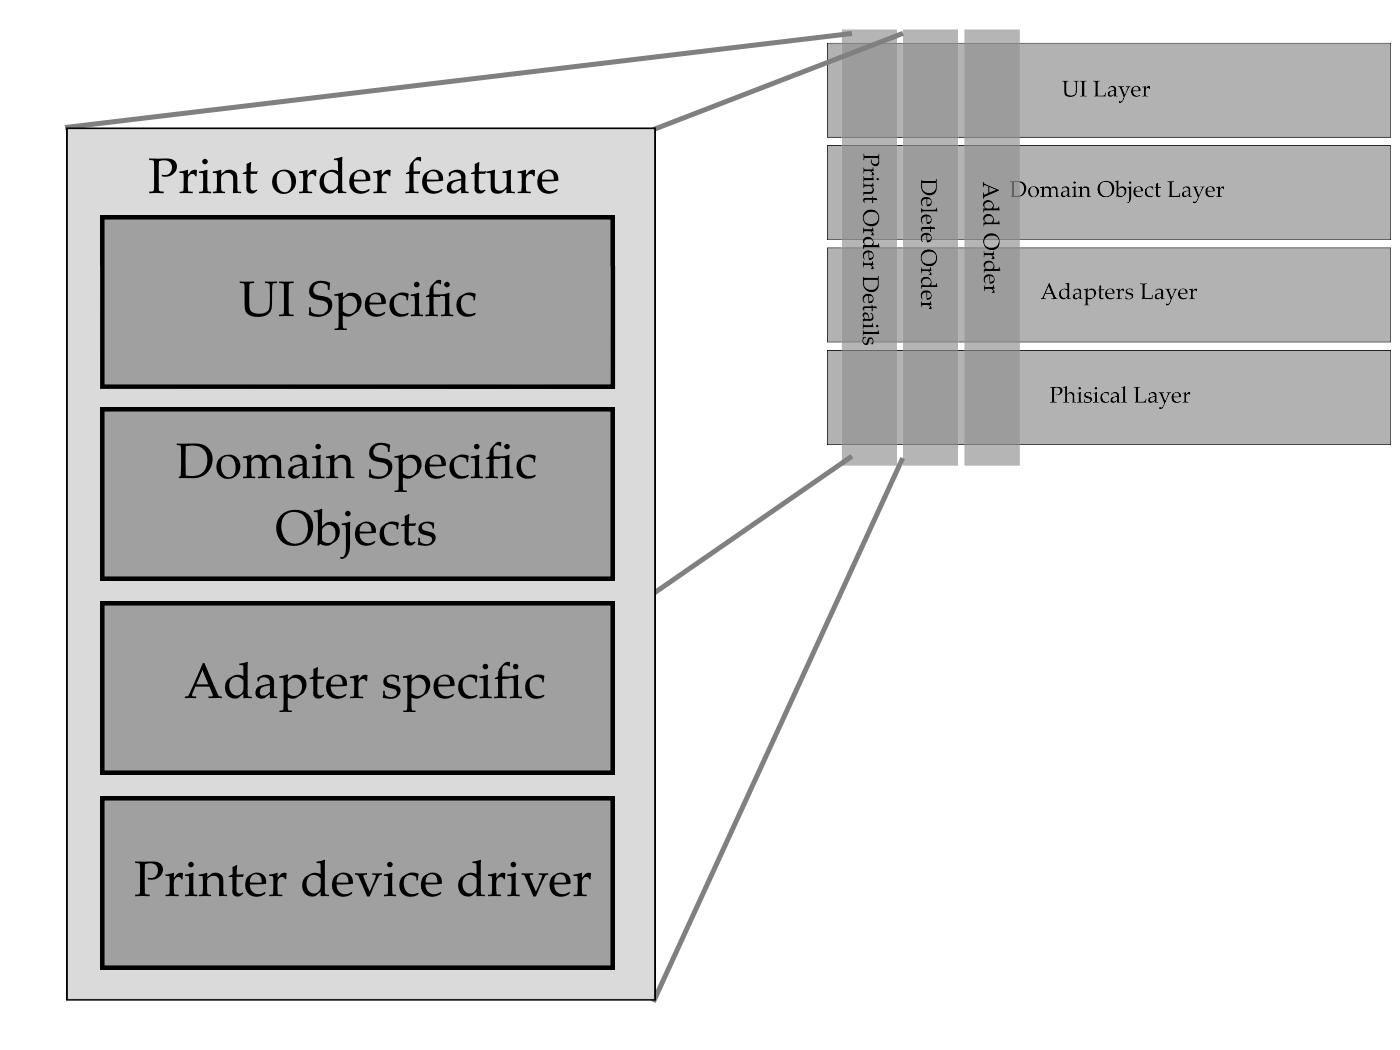 Print order feature
UI Specific
Domain Specific
Objects
Adapter specific
Printer device driver
UI Layer
Domain Object Layer
Adapters Layer
Phisical Layer
Print Order Details
Delete Order
Add Order